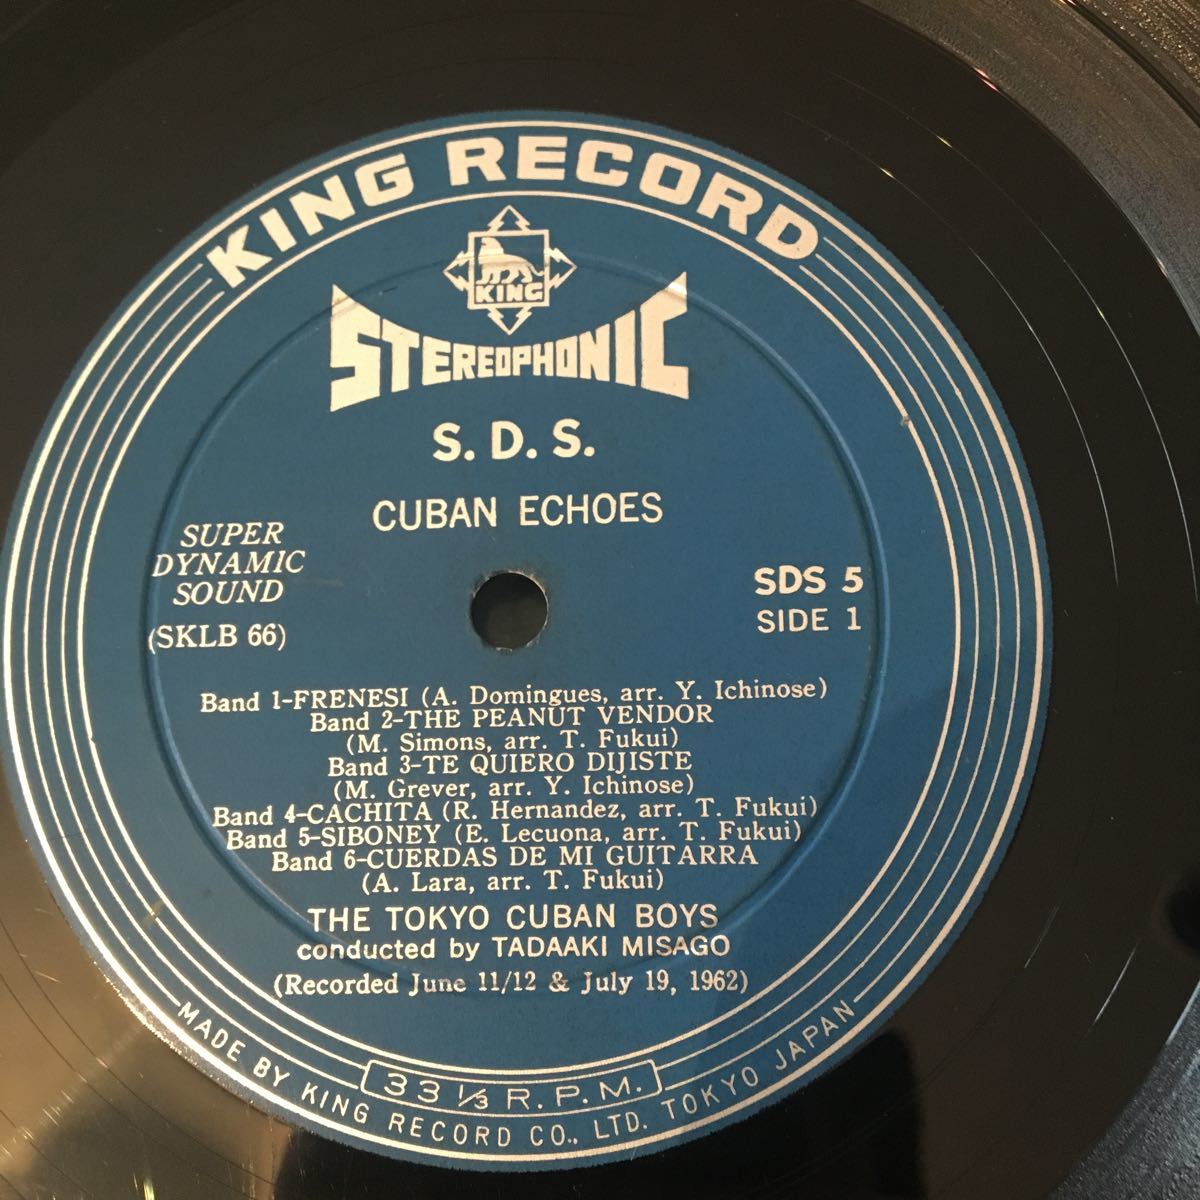 KING RECORD
KING
STEREOPHONIC
S. D. S.
CUBAN ECHOES
SUPER
DYNAMIC
SOUND
(SKLB 66)
SDS 5
SIDE 1
Band 1-FRENESI (A. Domingues, arr. Y. Ichinose)
Band 2-THE PEANUT VENDOR
(M. Simons, arr. T. Fukui)
Band 3-TE QUIERO DIJISTE
(M. Grever, arr. Y. Ichinose)
Band 4-CACHITA (R. Hernandez, arr. T. Fukui)
Band 5-SIBONEY (E. Lecuona, arr. T. Fukui)
Band 6-CUERDAS DE MI GUITARRA
(A. Lara, arr. T. Fukui)
THE TOKYO CUBAN BOYS
conducted by TADAAKI MISAGO
(Recorded June 11/12 & July 19, 1962)
33 1/3 R. P. M.
MADE BY KING RECORD CO., LTD. TOKYO JAPAN